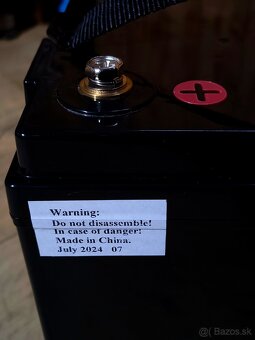 Warning:
Do not disassemble!
In case of danger!
Made in China.
July 2024 07
@ Bazos.sk